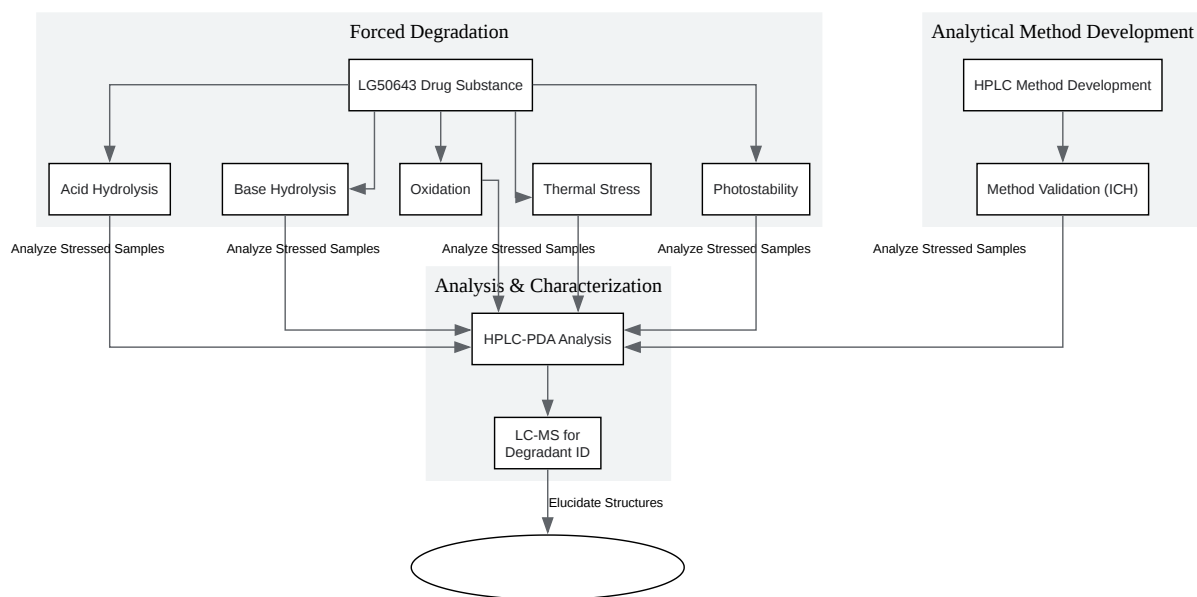 Forced Degradation
Analytical Method Development
LG50643 Drug Substance
HPLC Method Development
Acid Hydrolysis
Base Hydrolysis
Oxidation
Thermal Stress
Photostability
Method Validation (ICH)
Analyze Stressed Samples
Analyze Stressed Samples
Analyze Stressed Samples
Analyze Stressed Samples
Analyze Stressed Samples
Analysis & Characterization
HPLC-PDA Analysis
LC-MS for
Degradant ID
Elucidate Structures